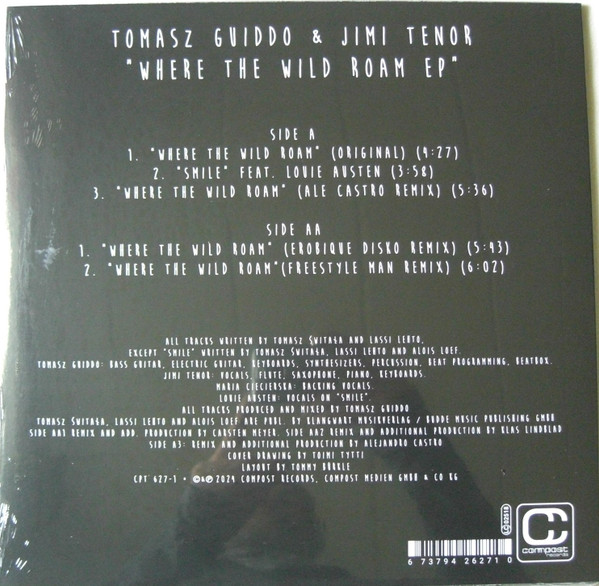 TOMASZ GUIDDO & JIMI TENOR
"WHERE THE WILD ROAM EP"
SIDE A
1. "WHERE THE WILD ROAM" (ORIGINAL) (4:27)
2. "SMILE" FEAT. LOUIE AUSTEN (3:58)
3. "WHERE THE WILD ROAM" (ALE CASTRO REMIX) (5:36)
SIDE AA
1. "WHERE THE WILD ROAM" (EROBIQUE DISKO REMIX) (5:43)
2. "WHERE THE WILD ROAM"(FREESTYLE MAN REMIX) (6:02)
ALL TRACKS WRITTEN BY TOMASZ ŚWITAŁA AND LASSI LEHTO,
EXCEPT "SMILE" WRITTEN BY TOMASZ ŚWITAŁA, LASSI LEHTO AND ALOIS LOEF.
TOMASZ GUIDDO: BASS GUITAR, ELECTRIC GUITAR, KEYBOARDS, SYNTHESIZERS, PERCUSSION, BEAT PROGRAMMING, BEATBOX.
JIMI TENOR: VOCALS, FLUTE, SAXOPHONE, PIANO, KEYBOARDS.
MARIA CIECIERSKA: BACKING VOCALS.
LOUIE AUSTEN: VOCALS ON "SMILE".
ALL TRACKS PRODUCED AND MIXED BY TOMASZ GUIDDO
TOMASZ ŚWITAŁA, LASSI LEHTO AND ALOIS LOEF ARE PUBL. BY KLANGWART MUSIKVERLAG / BUDDE MUSIC PUBLISHING GMBH
SIDE AA1 REMIX AND ADD. PRODUCTION BY CARSTEN MEYER. SIDE AA2 REMIX AND ADDITIONAL PRODUCTION BY KLAS LINDBLAD
SIDE A3: REMIX AND ADDITIONAL PRODUCTION BY ALEJANDRO CASTRO
COVER DRAWING BY TOIMI TYTTI
LAYOUT BY TOMMY BÜRKLE
CPT 627-1 • ©&℗ 2024 COMPOST RECORDS, COMPOST MEDIEN GMBH & CO KG
LC 02518
compost
records
6 73794 26271 0